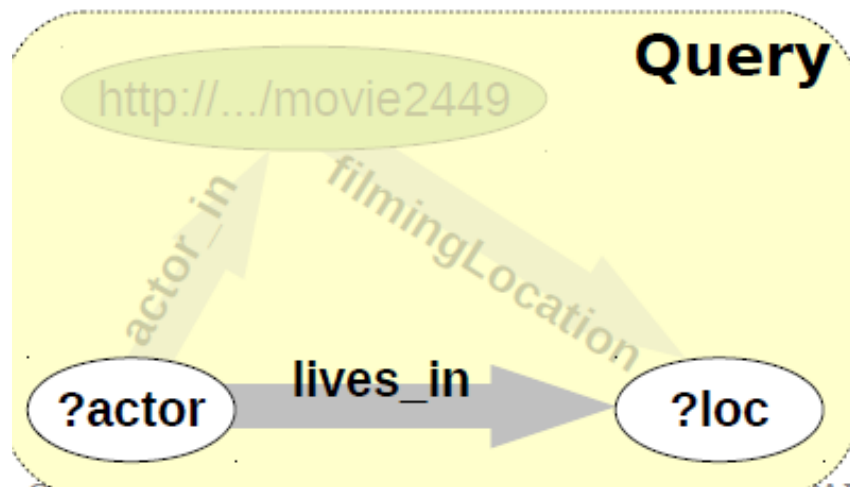 Query
http://.../movie2449
actor_in
filmingLocation
lives_in
?actor
?loc